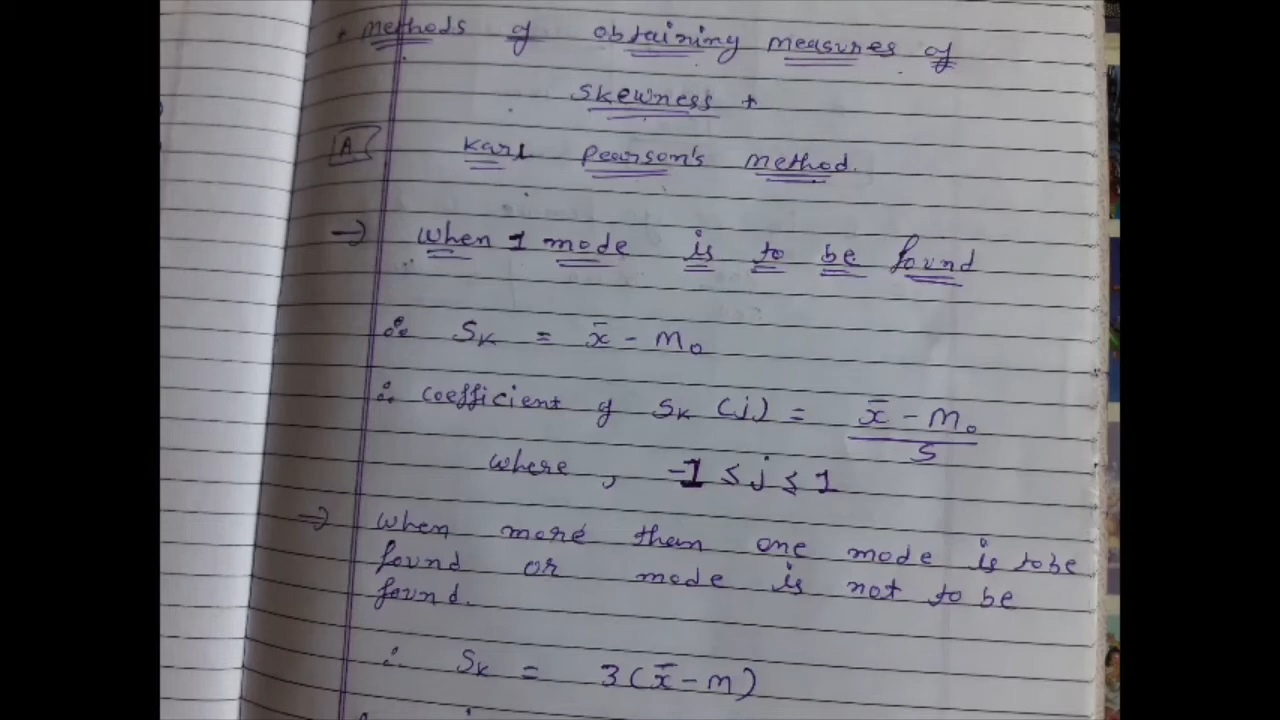 * methods of obtaining measures of
skewness *
A Karl Pearson's method.
→ when 1 mode is to be found
∴ Sk = x̄ - Mo
∴ coefficient of Sk (j) = (x̄ - Mo) / S
where, -1 ≤ j ≤ 1
→ when more than one mode is to be
found or mode is not to be
found.
∴ Sk = 3(x̄ - M)